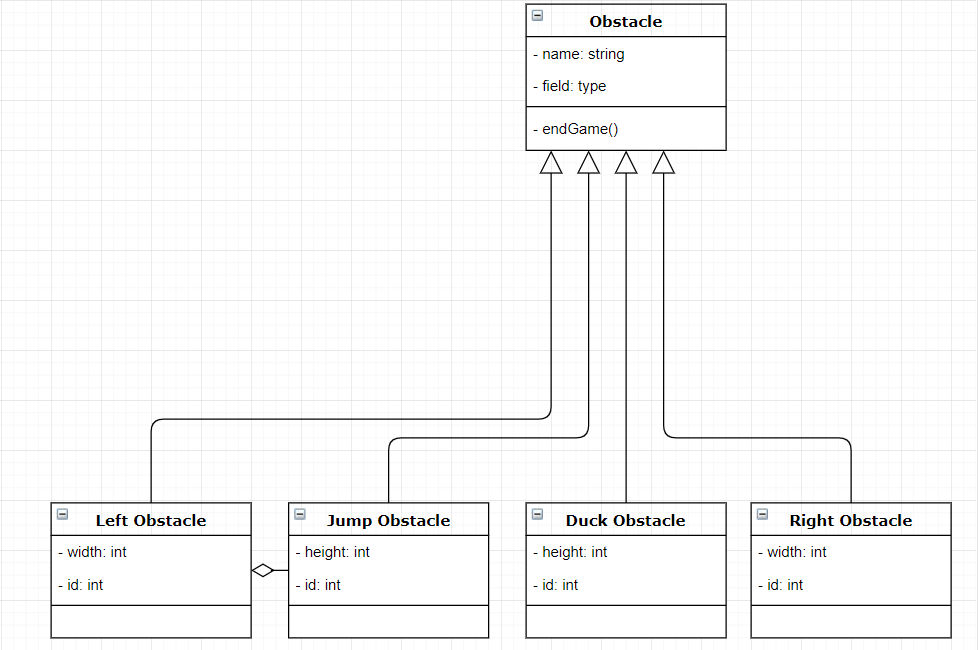 Obstacle
- name: string
- field: type
- endGame()
Left Obstacle
- width: int
- id: int
Jump Obstacle
- height: int
- id: int
Duck Obstacle
- height: int
- id: int
Right Obstacle
- width: int
- id: int